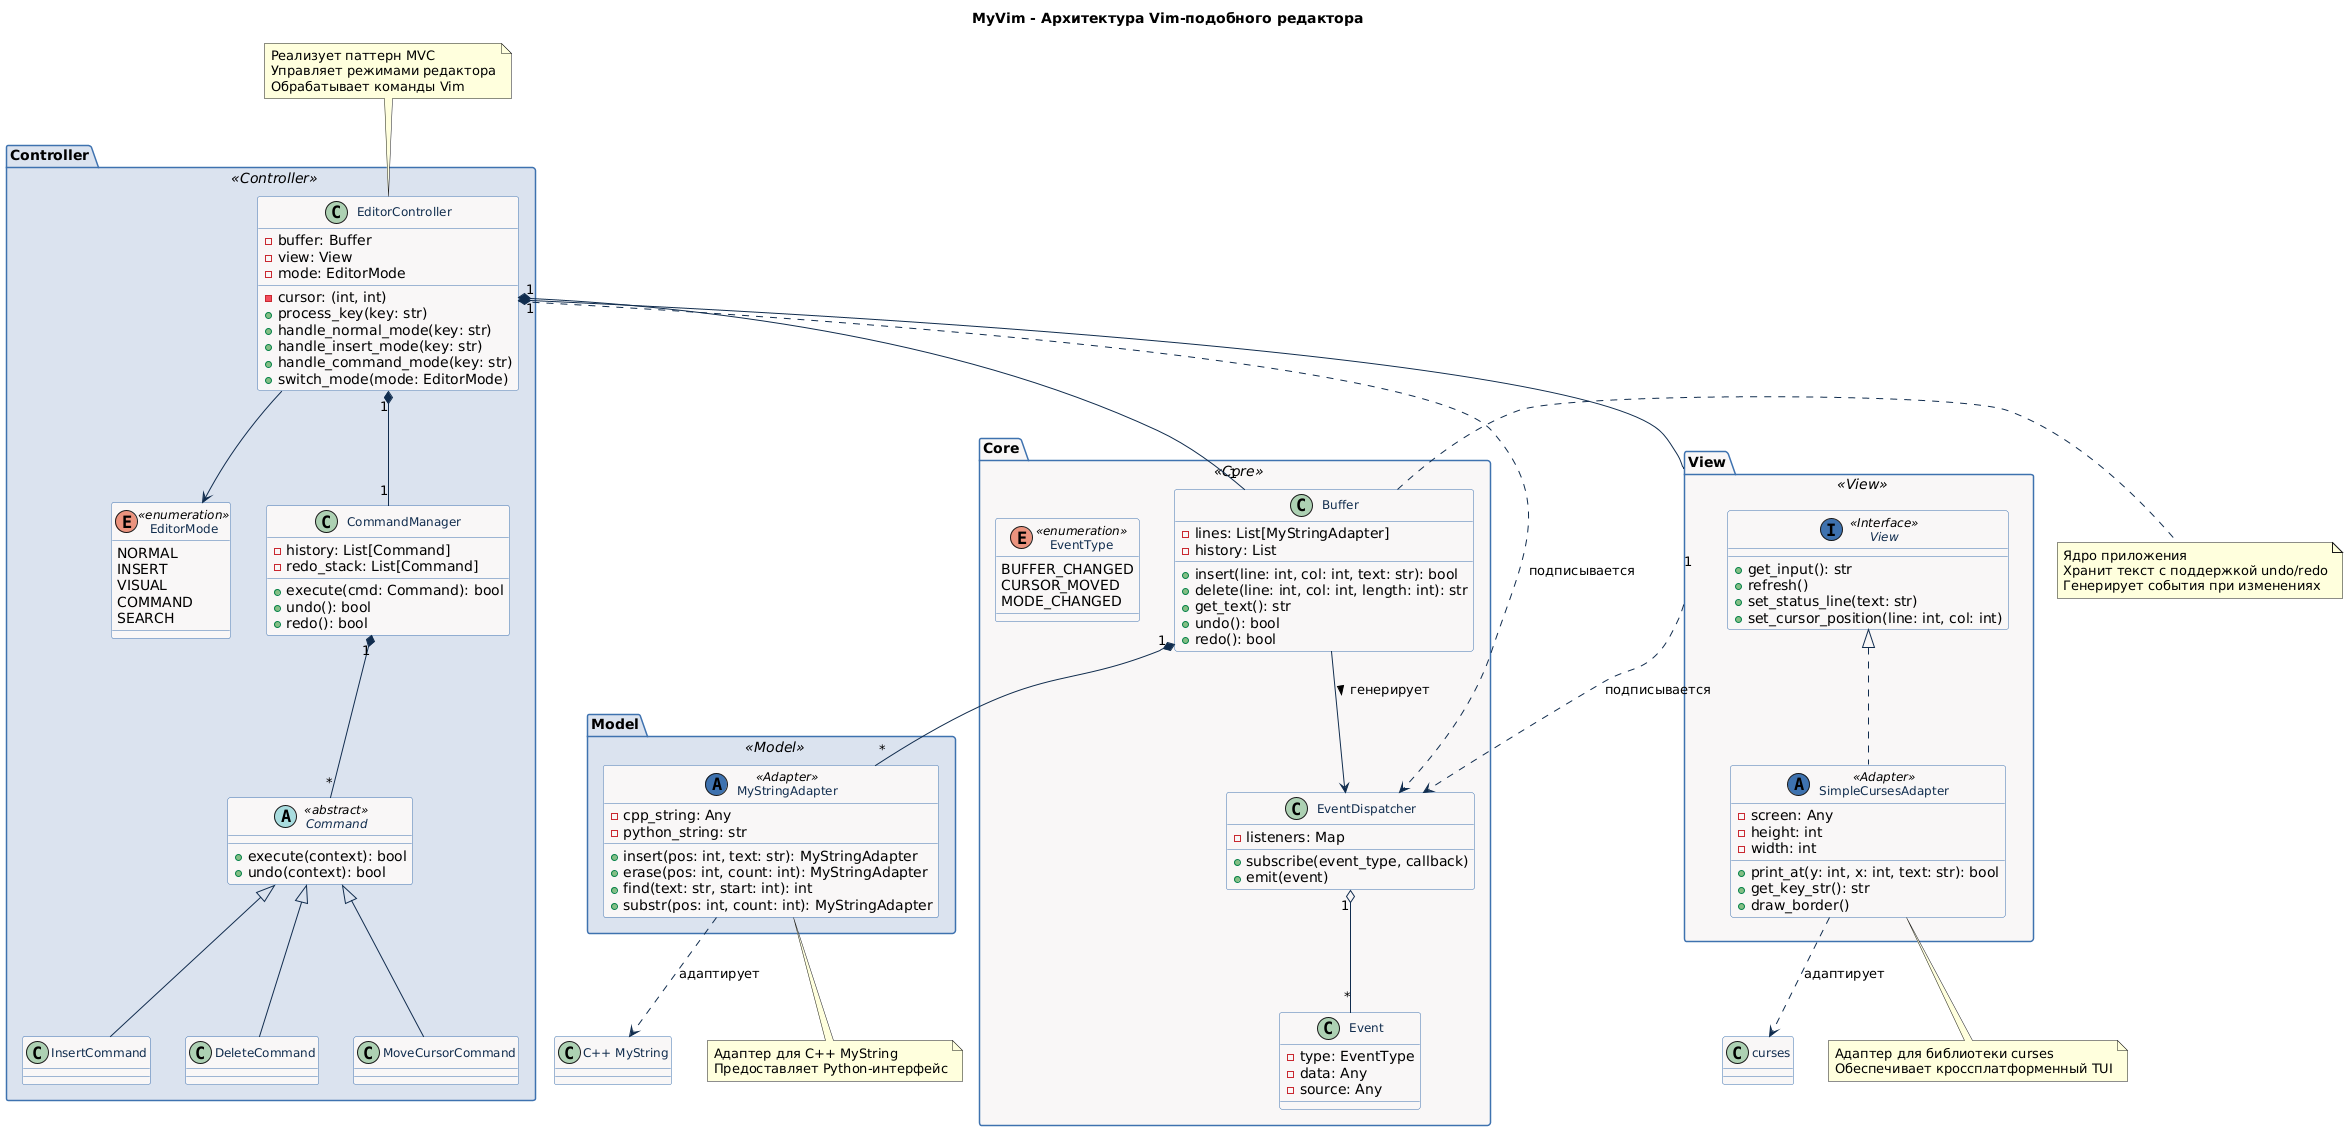 MyVim - Архитектура Vim-подобного редактора
Реализует паттерн MVC
Управляет режимами редактора
Обрабатывает команды Vim
Controller
«Controller»
C EditorController
buffer: Buffer
view: View
mode: EditorMode
cursor: (int, int)
process_key(key: str)
handle_normal_mode(key: str)
handle_insert_mode(key: str)
handle_command_mode(key: str)
switch_mode(mode: EditorMode)
1
1
1
1
E «enumeration»
EditorMode
NORMAL
INSERT
VISUAL
COMMAND
SEARCH
C CommandManager
history: List[Command]
redo_stack: List[Command]
execute(cmd: Command): bool
undo(): bool
redo(): bool
1
*
A «abstract»
Command
execute(context): bool
undo(context): bool
C InsertCommand
C DeleteCommand
C MoveCursorCommand
Model
«Model»
*
A «Adapter»
MyStringAdapter
cpp_string: Any
python_string: str
insert(pos: int, text: str): MyStringAdapter
erase(pos: int, count: int): MyStringAdapter
find(text: str, start: int): int
substr(pos: int, count: int): MyStringAdapter
адаптирует
C C++ MyString
Адаптер для C++ MyString
Предоставляет Python-интерфейс
Core
«Core»
1
E «enumeration»
EventType
BUFFER_CHANGED
CURSOR_MOVED
MODE_CHANGED
C Buffer
lines: List[MyStringAdapter]
history: List
insert(line: int, col: int, text: str): bool
delete(line: int, col: int, length: int): str
get_text(): str
undo(): bool
redo(): bool
1
генерирует
подписывается
подписывается
C EventDispatcher
listeners: Map
subscribe(event_type, callback)
emit(event)
1
*
C Event
type: EventType
data: Any
source: Any
View
«View»
1
I «Interface»
View
get_input(): str
refresh()
set_status_line(text: str)
set_cursor_position(line: int, col: int)
A «Adapter»
SimpleCursesAdapter
screen: Any
height: int
width: int
print_at(y: int, x: int, text: str): bool
get_key_str(): str
draw_border()
адаптирует
C curses
Адаптер для библиотеки curses
Обеспечивает кроссплатформенный TUI
Ядро приложения
Хранит текст с поддержкой undo/redo
Генерирует события при изменениях